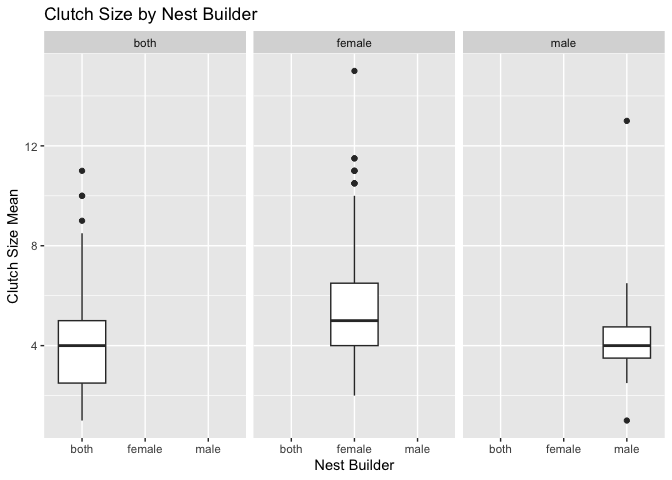 Clutch Size by Nest Builder
both female male
12
8
4
Clutch Size Mean
both female male both female male both female male
Nest Builder